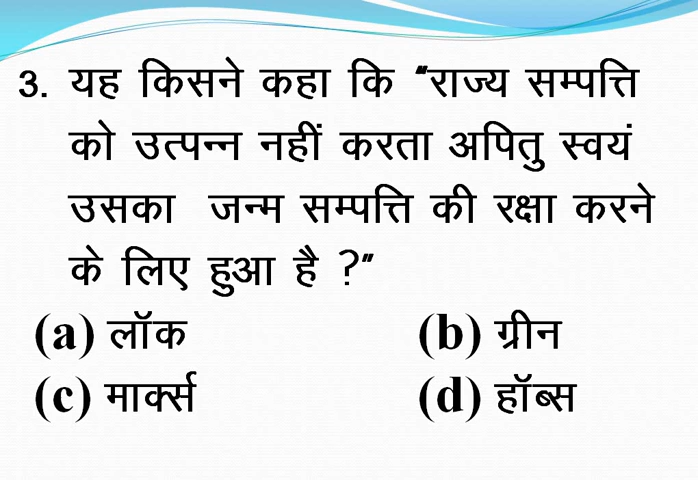 3. यह किसने कहा कि "राज्य सम्पत्ति
को उत्पन्न नहीं करता अपितु स्वयं
उसका जन्म सम्पत्ति की रक्षा करने
के लिए हुआ है ?"
(a) लॉक (b) ग्रीन
(c) मार्क्स (d) हॉब्स